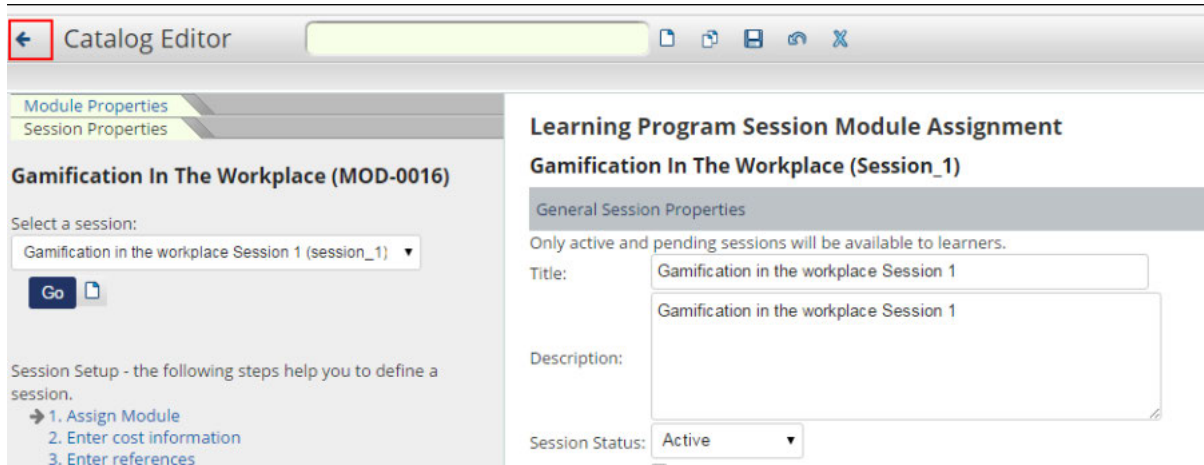 Catalog Editor
Module Properties
Session Properties
Gamification In The Workplace (MOD-0016)
Select a session:
Gamification in the workplace Session 1 (session_1)
Go
Session Setup - the following steps help you to define a
session.
1. Assign Module
2. Enter cost information
3. Enter references
Learning Program Session Module Assignment
Gamification In The Workplace (Session_1)
General Session Properties
Only active and pending sessions will be available to learners.
Title:
Gamification in the workplace Session 1
Description:
Gamification in the workplace Session 1
Session Status:
Active